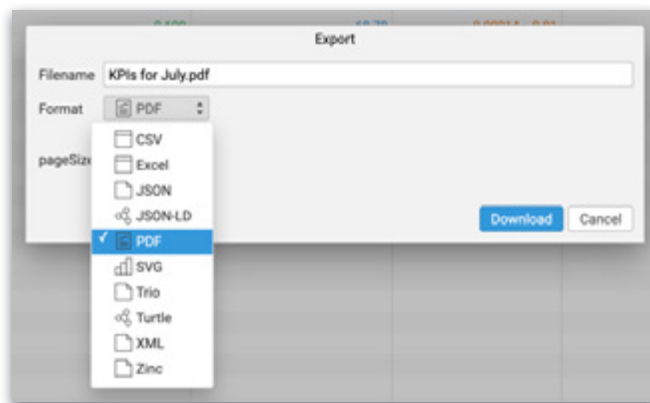 Export
Filename KPIs for July.pdf
Format PDF
CSV
pageSize
Excel
JSON
JSON-LD
PDF
Download Cancel
SVG
Trio
Turtle
XML
Zinc